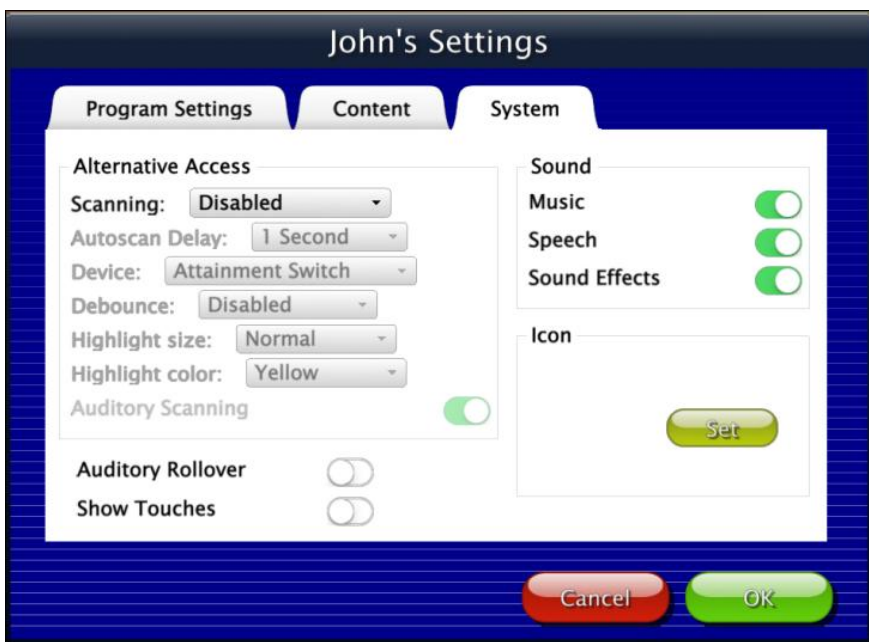 John's Settings
Program Settings
Content
System
Alternative Access
Scanning: Disabled
Autoscan Delay: 1 Second
Device: Attainment Switch
Debounce: Disabled
Highlight size: Normal
Highlight color: Yellow
Auditory Scanning
Auditory Rollover
Show Touches
Sound
Music
Speech
Sound Effects
Icon
Set
Cancel
OK